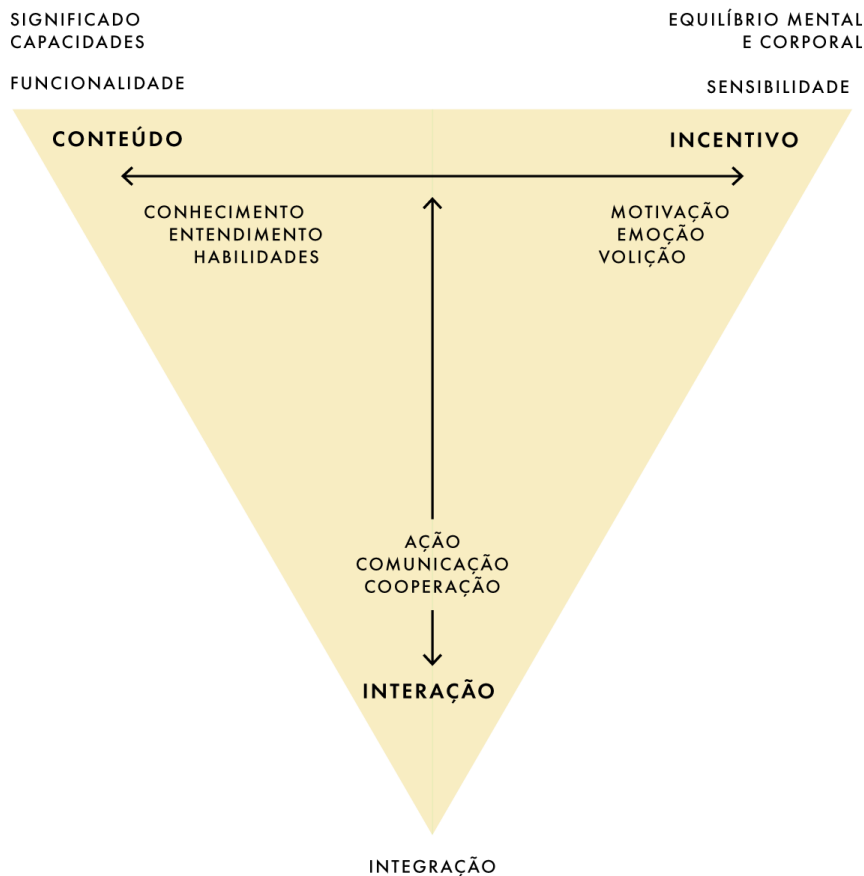 SIGNIFICADO
CAPACIDADES
FUNCIONALIDADE
EQUILÍBRIO MENTAL
E CORPORAL
SENSIBILIDADE
CONTEÚDO
INCENTIVO
CONHECIMENTO
ENTENDIMENTO
HABILIDADES
MOTIVAÇÃO
EMOÇÃO
VOLIÇÃO
AÇÃO
COMUNICAÇÃO
COOPERAÇÃO
INTERAÇÃO
INTEGRAÇÃO